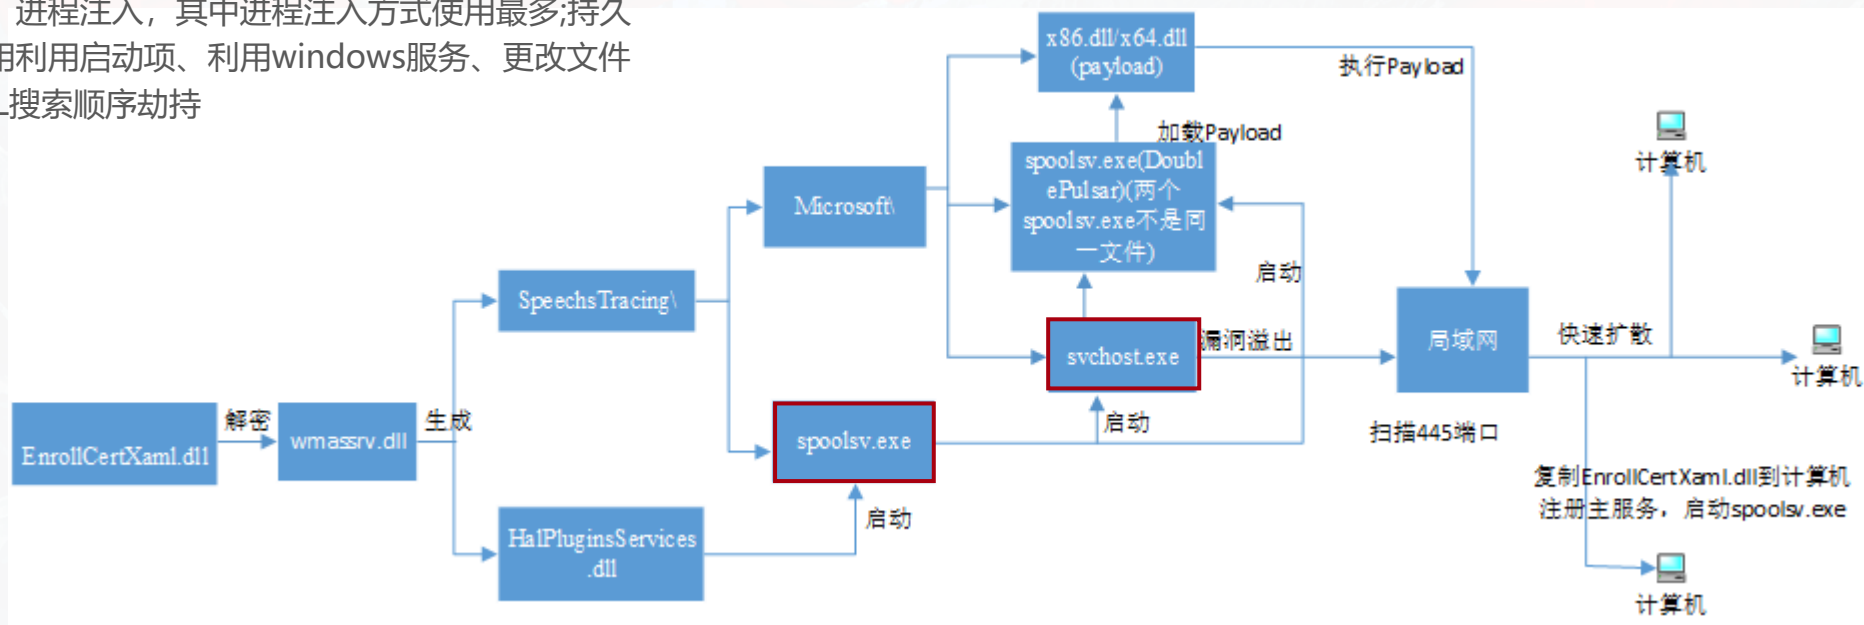 进程注入，其中进程注入方式使用最多;持久
用利用启动项、利用windows服务、更改文件
搜索顺序劫持
x86.dll/x64.dll
(payload)
执行Payload
加载Payload
计算机
spoolsv.exe(Doubl
ePulsar)(两个
spoolsv.exe不是同
一文件)
Microsoft\
启动
SpeechsTracing\
svchost.exe
漏洞溢出
局域网
快速扩散
计算机
解密
生成
启动
EnrollCertXaml.dll
wmassrv.dll
spoolsv.exe
扫描445端口
复制EnrollCertXaml.dll到计算机
注册主服务，启动spoolsv.exe
启动
HalPluginsServices
.dll
计算机